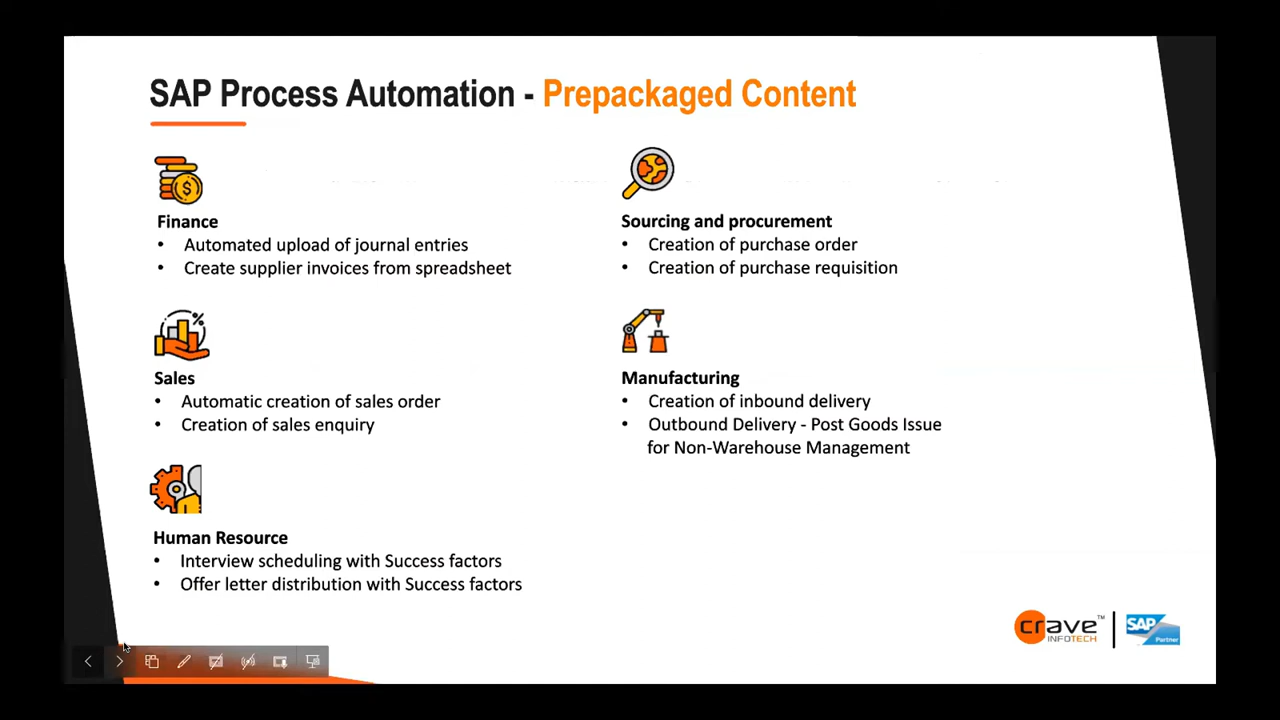 SAP Process Automation - Prepackaged Content
Finance
• Automated upload of journal entries
• Create supplier invoices from spreadsheet
Sourcing and procurement
• Creation of purchase order
• Creation of purchase requisition
Sales
• Automatic creation of sales order
• Creation of sales enquiry
Manufacturing
• Creation of inbound delivery
• Outbound Delivery - Post Goods Issue
for Non-Warehouse Management
Human Resource
• Interview scheduling with Success factors
• Offer letter distribution with Success factors
crave™
INFOTECH
SAP
Partner